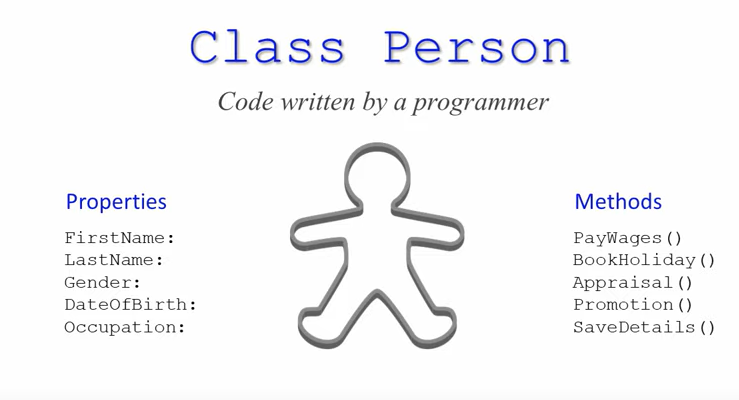 Class Person
Code written by a programmer
Properties
FirstName:
LastName:
Gender:
DateOfBirth:
Occupation:
Methods
PayWages()
BookHoliday()
Appraisal()
Promotion()
SaveDetails()